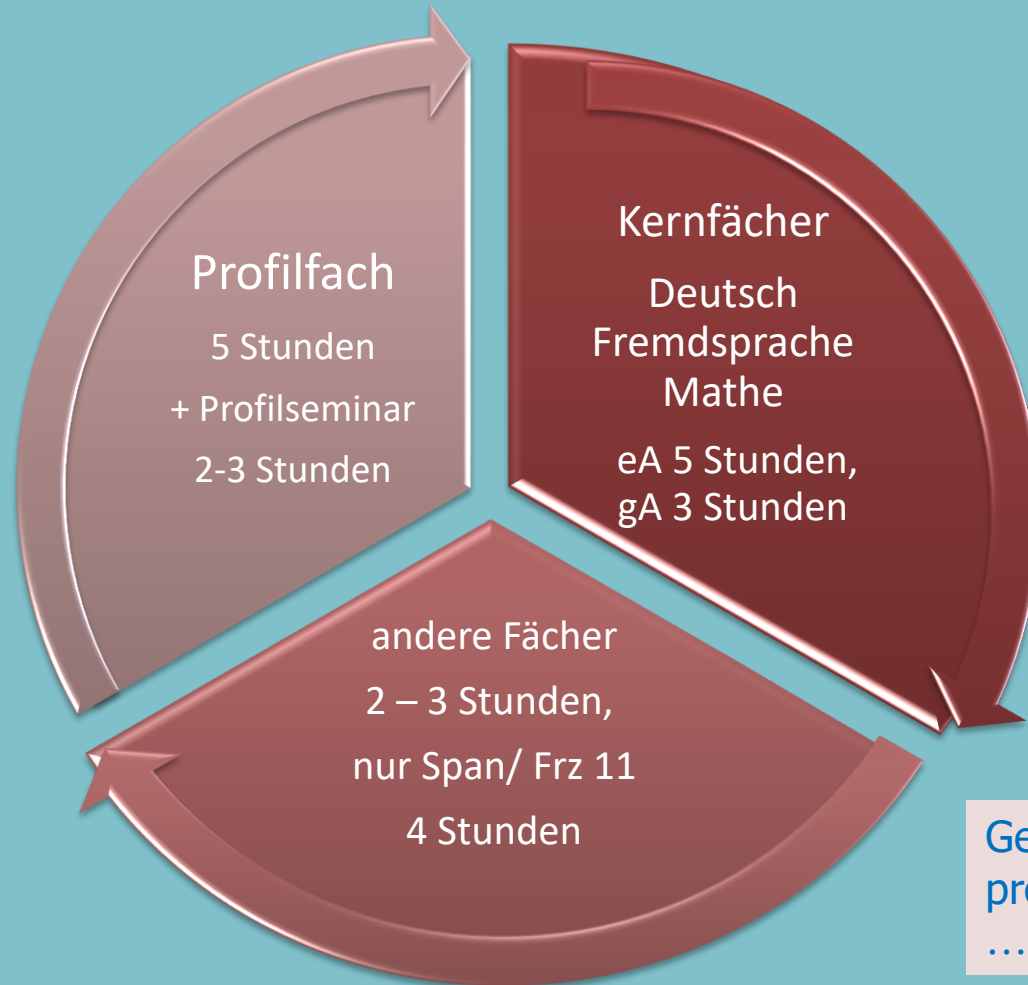 Profilfach
5 Stunden
+ Profilseminar
2-3 Stunden
Kernfächer
Deutsch
Fremdsprache
Mathe
eA 5 Stunden,
gA 3 Stunden
andere Fächer
2 – 3 Stunden,
nur Span/ Frz 11
4 Stunden